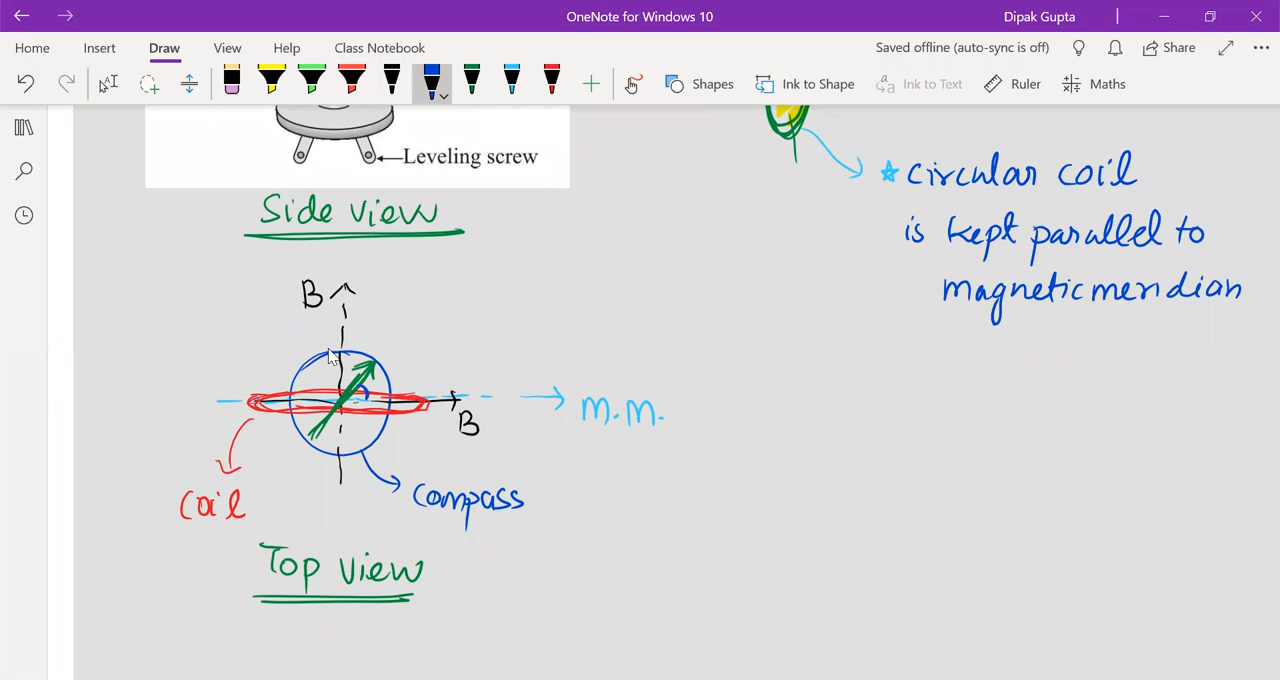 OneNote for Windows 10
Dipak Gupta
Home Insert Draw View Help Class Notebook
Saved offline (auto-sync is off) Share
Shapes Ink to Shape Ink to Text Ruler Maths
Leveling screw
Side view
circular coil
is kept parallel to
magnetic meridian
B
B
M.M.
coil
compass
Top view